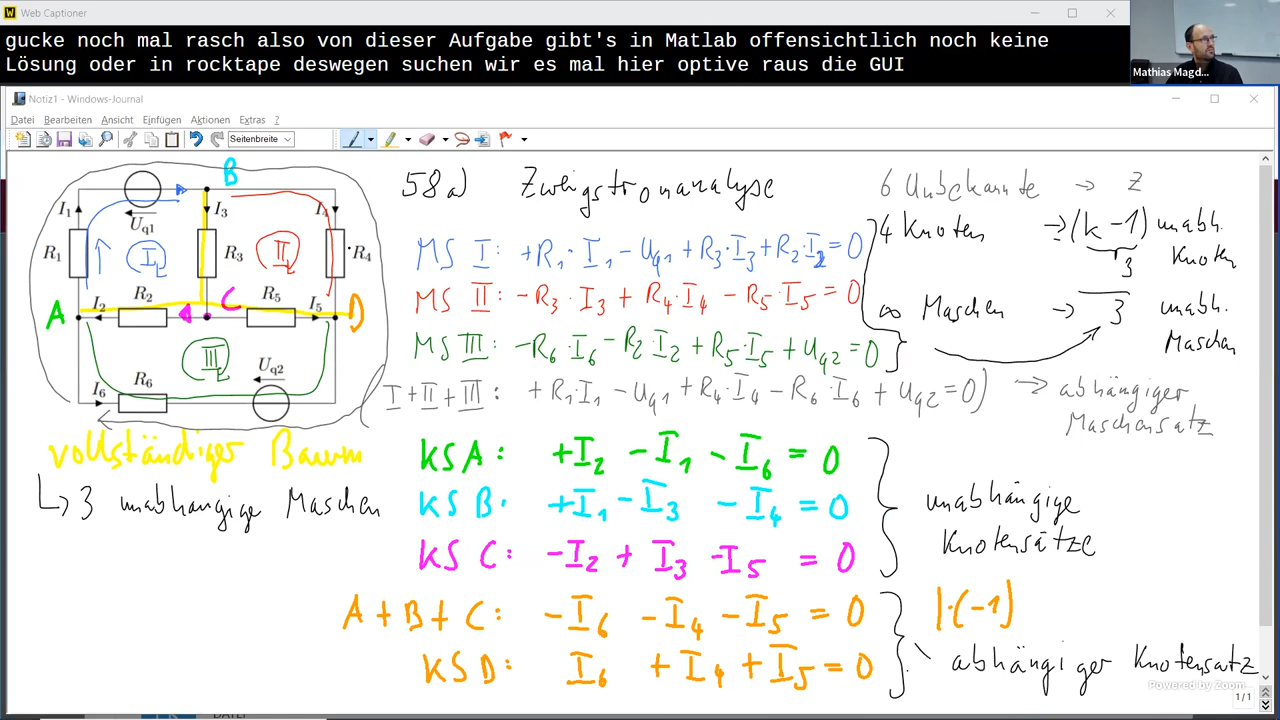 Web Captioner
gucke noch mal rasch also von dieser Aufgabe gibt's in Matlab offensichtlich noch keine
Lösung oder in rocktape deswegen suchen wir es mal hier optive raus die GUI
Mathias Magd...
Notiz1 - Windows-Journal
Datei Bearbeiten Ansicht Einfügen Aktionen Extras ?
Seitenbreite
B
I1
Uq1
I3
I4
R1
I
R3
II
R4
A
I2
R2
C
R5
I5
D
III
Uq2
I6
R6
vollständiger Baum
↳ 3 unabhängige Maschen
58a) Zweigstromanalyse
MS I: +R1·I1 - Uq1 + R3·I3 + R2·I2 = 0
MS II: -R3·I3 + R4·I4 - R5·I5 = 0
MS III: -R6·I6 - R2·I2 + R5·I5 + Uq2 = 0
I+II+III: +R1·I1 - Uq1 + R4·I4 - R6·I6 + Uq2 = 0) → abhängiger
Maschensatz
6 Unbekannte → Z
4 Knoten → (k-1) unabh.
3 Knoten
∞ Maschen → 3 unabh.
Maschen
KS A: +I2 - I1 - I6 = 0
KS B: +I1 - I3 - I4 = 0
KS C: -I2 + I3 - I5 = 0
unabhängige
Knotensätze
A+B+C: -I6 - I4 - I5 = 0 |·(-1)
KS D: I6 + I4 + I5 = 0
abhängiger Knotensatz
Powered by Zoom
1/1